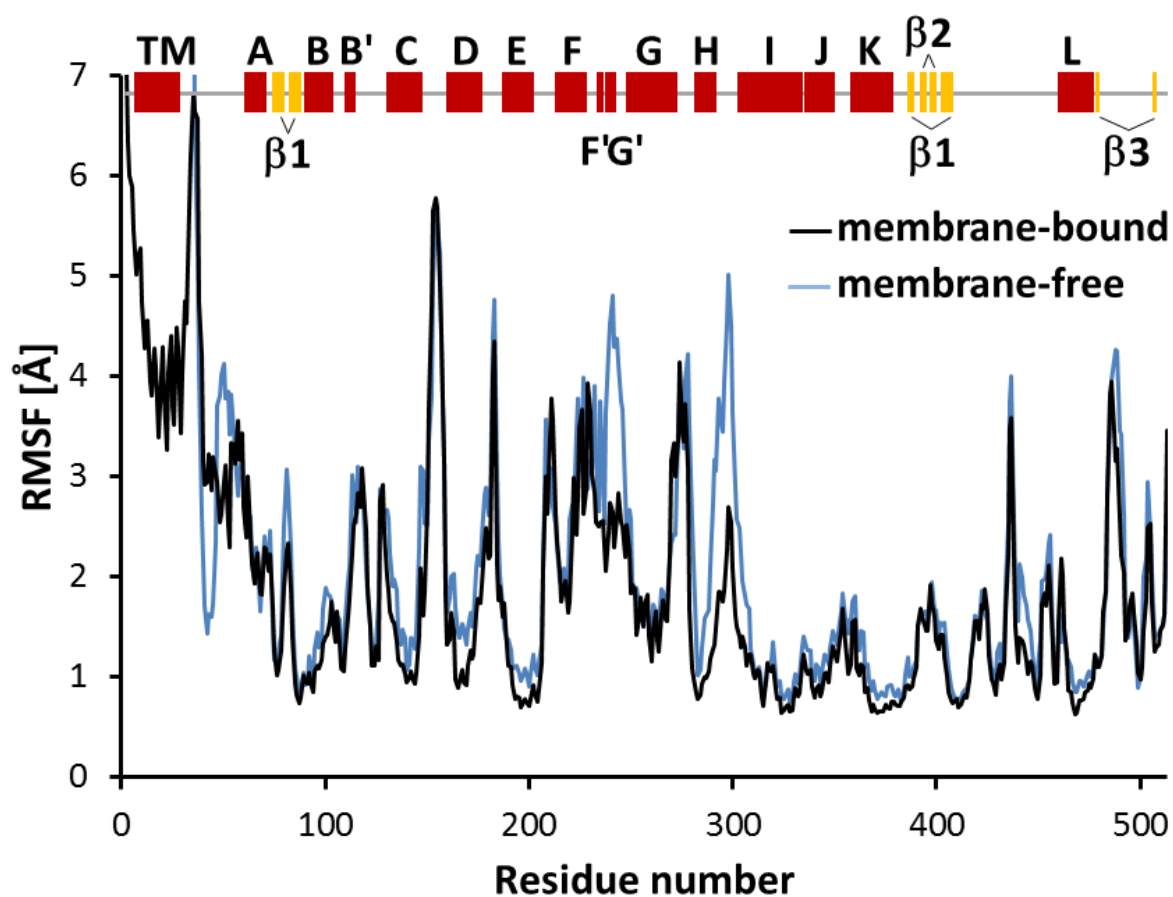 β2
TM A B B' C D E F G H I J K L
β1 F'G' β1 β3
7
6
5
4
3
2
1
0
RMSF [Å]
membrane-bound
membrane-free
0 100 200 300 400 500
Residue number